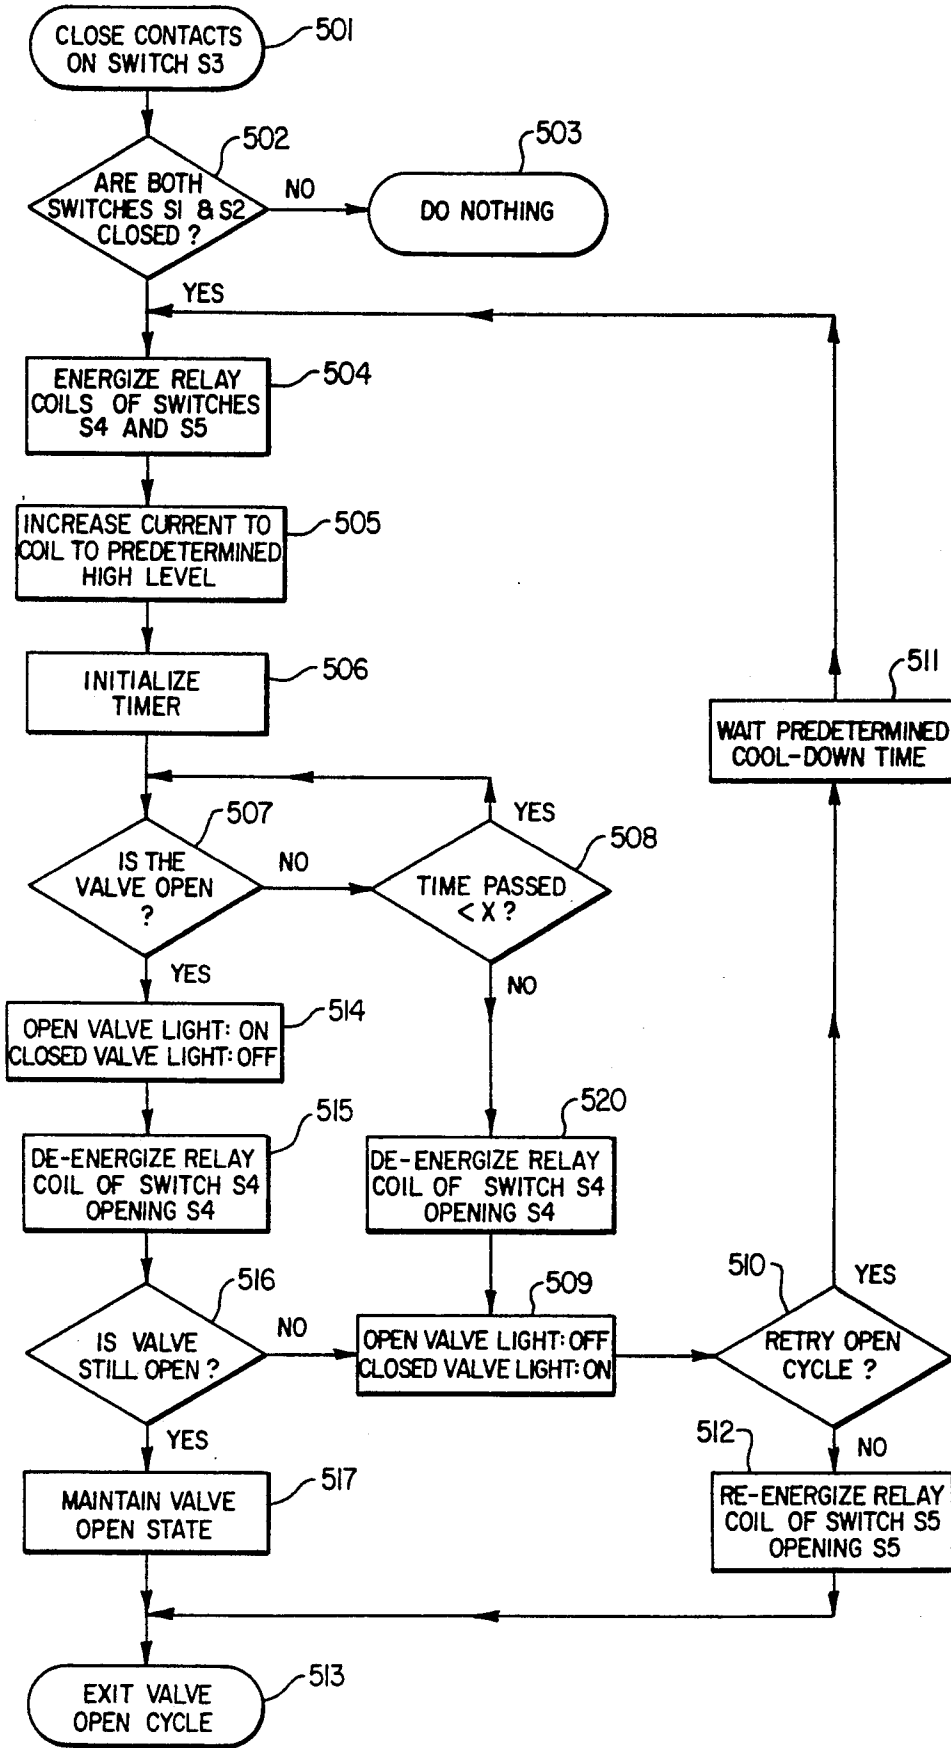 CLOSE CONTACTS
ON SWITCH S3
501
ARE BOTH
SWITCHES S1 & S2
CLOSED ?
502
NO
DO NOTHING
503
YES
ENERGIZE RELAY
COILS OF SWITCHES
S4 AND S5
504
INCREASE CURRENT TO
COIL TO PREDETERMINED
HIGH LEVEL
505
INITIALIZE
TIMER
506
511
WAIT PREDETERMINED
COOL-DOWN TIME
IS THE
VALVE OPEN
?
507
NO
YES
TIME PASSED
< X ?
508
YES
NO
OPEN VALVE LIGHT: ON
CLOSED VALVE LIGHT: OFF
514
DE-ENERGIZE RELAY
COIL OF SWITCH S4
OPENING S4
515
DE-ENERGIZE RELAY
COIL OF SWITCH S4
OPENING S4
520
IS VALVE
STILL OPEN ?
516
NO
OPEN VALVE LIGHT: OFF
CLOSED VALVE LIGHT: ON
509
RETRY OPEN
CYCLE ?
510
YES
YES
NO
MAINTAIN VALVE
OPEN STATE
517
512
RE-ENERGIZE RELAY
COIL OF SWITCH S5
OPENING S5
EXIT VALVE
OPEN CYCLE
513